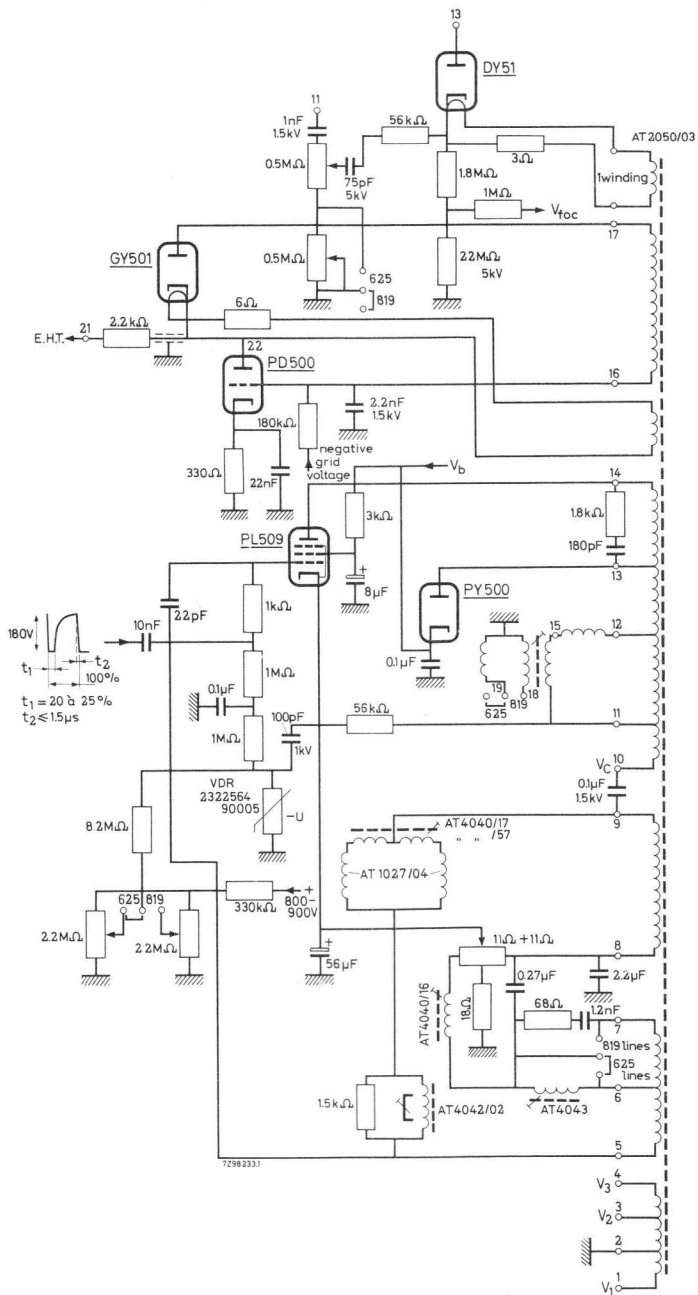 13
DY51
11
1nF
1.5kV
56kΩ
AT2050/03
0.5MΩ
75pF
5kV
3Ω
1.8MΩ
1winding
1MΩ
Vfoc
17
GY501
0.5MΩ
625
819
22MΩ
5kV
6Ω
E.H.T.
21
2.2kΩ
22
PD500
16
2.2nF
1.5kV
180kΩ
negative
grid
voltage
330Ω
22nF
Vb
14
3kΩ
1.8kΩ
PL509
180pF
13
8µF
PY500
22pF
1kΩ
180V
10nF
t1
t2
100%
t1 = 20 à 25%
t2 ≤ 1.5µs
15
12
0.1µF
1MΩ
0.1µF
19
18
625
819
100pF
1kV
56kΩ
11
1MΩ
VC
10
VDR
2322564
90005
-U
0.1µF
1.5kV
9
8.2MΩ
AT4040/17
" " /57
AT1027/04
625
819
330kΩ
+
800-
900V
2.2MΩ
2.2MΩ
56µF
11Ω+11Ω
8
0.27µF
2.2µF
AT4040/16
18Ω
68Ω
1.2nF
7
819
lines
625
lines
6
AT4043
1.5kΩ
AT4042/02
5
7Z98233.1
V3
4
V2
3
2
V1
1